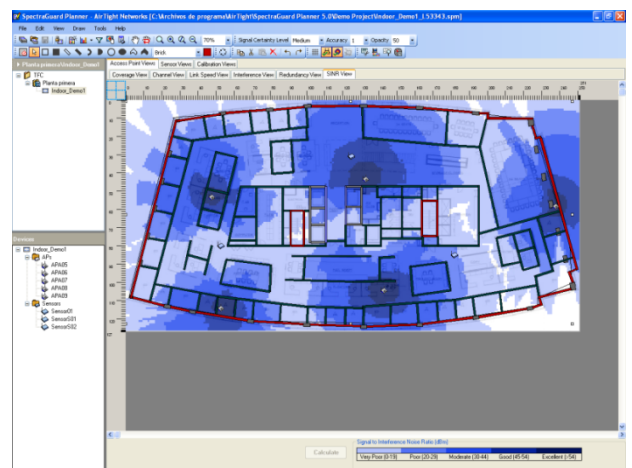 SpectraGuard Planner - AirTight Networks [C:\Archivos de programa\AirTight\SpectraGuard Planner 5.0\Demo Project\Indoor_Demo1_L53343.spm]
File Edit View Draw Tools Help
70% Signal Certainty Level Medium Accuracy 1 Opacity 50
Brick
Planta primera\Indoor_Demo1
Access Point Views Sensor Views Calibration Views
Coverage View Channel View Link Speed View Interference View Redundancy View SINR View
TFC
Planta primera
Indoor_Demo1
Devices
Indoor_Demo1
APs
APA05
APA06
APA07
APA08
APA09
Sensors
Sensor01
SensorS01
SensorS02
Calculate
Signal to Interference Noise Ratio (dBm)
Very Poor (0-19) Poor (20-29) Moderate (30-44) Good (45-54) Excellent (>54)